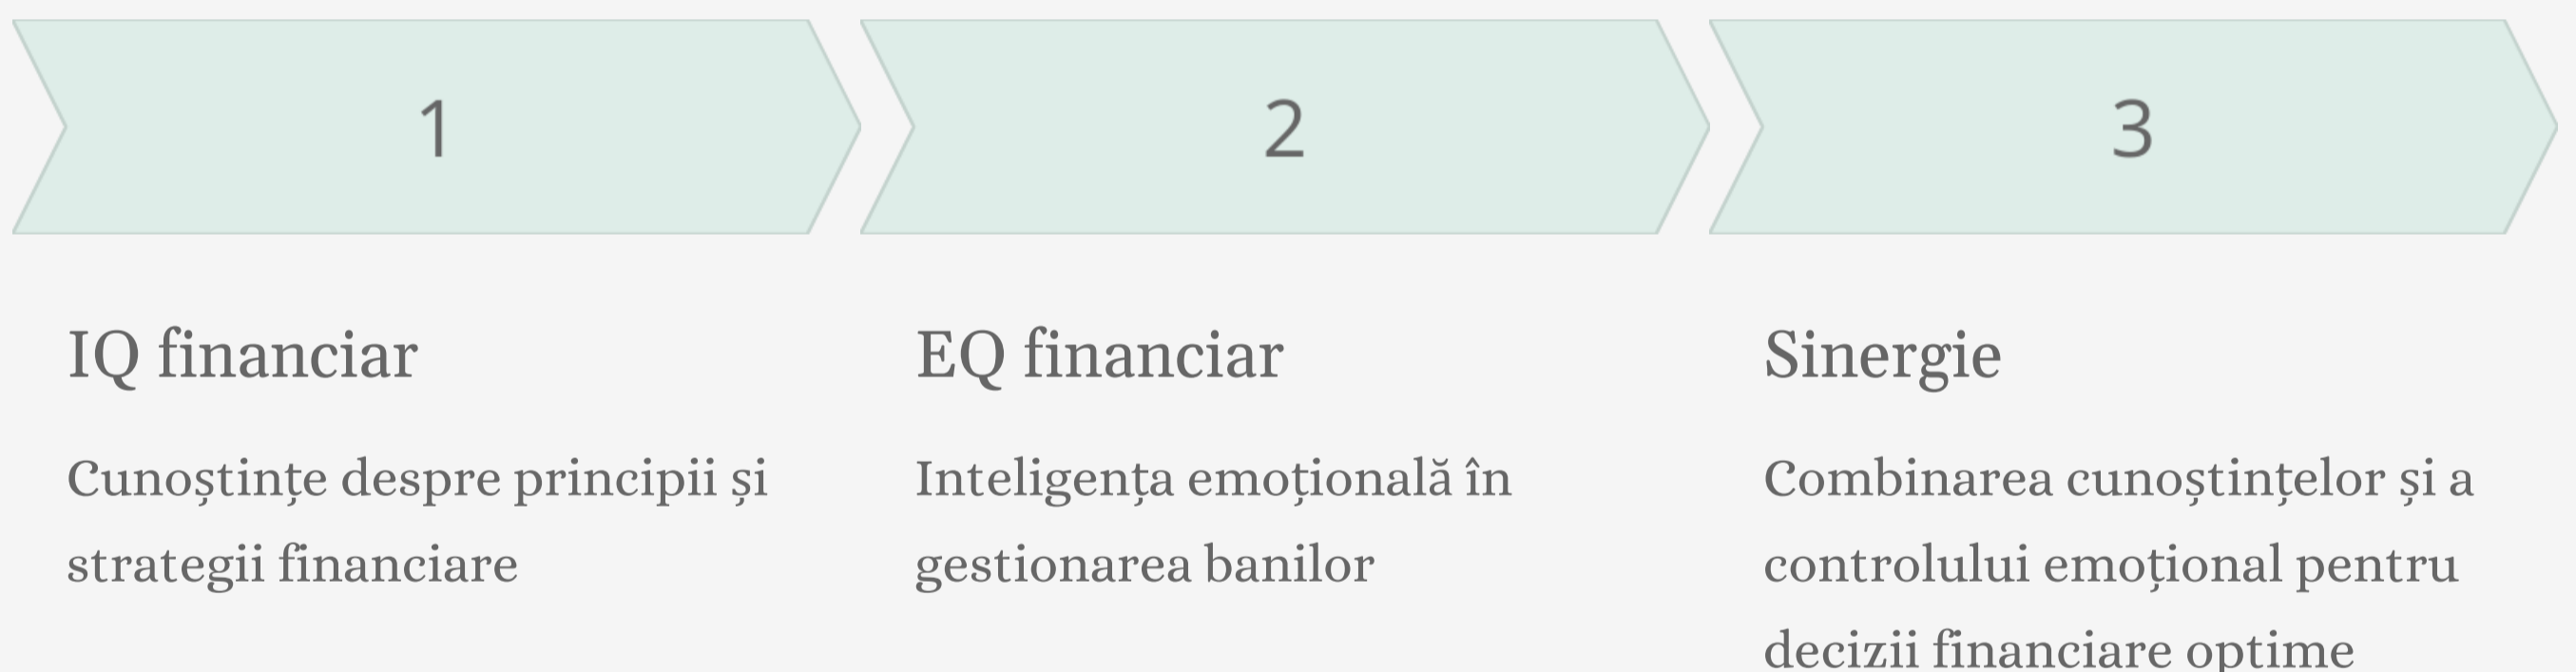 1
2
3
IQ financiar
Cunoștințe despre principii și
strategii financiare
EQ financiar
Inteligența emoțională în
gestionarea banilor
Sinergie
Combinarea cunoștințelor și a
controlului emoțional pentru
decizii financiare optime